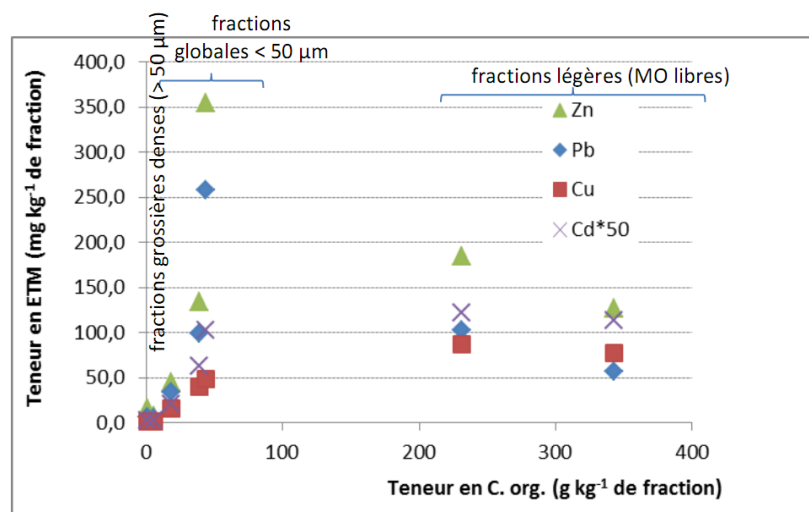 fractions
globales < 50 µm
fractions grossières denses (> 50 µm)
fractions légères (MO libres)
Zn
Pb
Cu
Cd*50
Teneur en ETM (mg kg⁻¹ de fraction)
400,0
350,0
300,0
250,0
200,0
150,0
100,0
50,0
0,0
0
100
200
300
400
Teneur en C. org. (g kg⁻¹ de fraction)